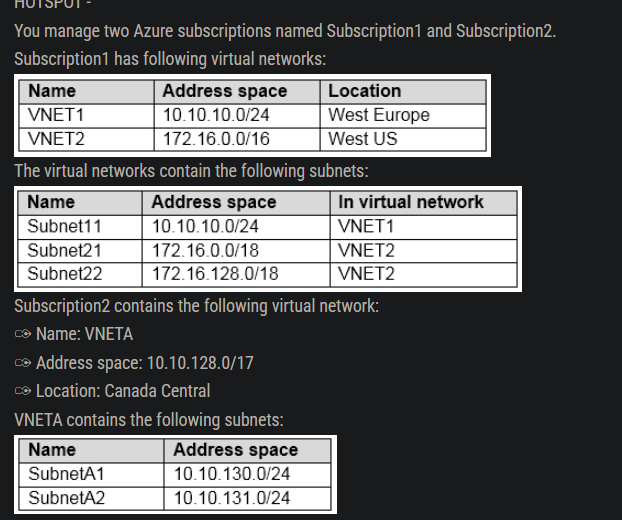 HOTSPOT -
You manage two Azure subscriptions named Subscription1 and Subscription2.
Subscription1 has following virtual networks:
Name Address space Location
VNET1 10.10.10.0/24 West Europe
VNET2 172.16.0.0/16 West US
The virtual networks contain the following subnets:
Name Address space In virtual network
Subnet11 10.10.10.0/24 VNET1
Subnet21 172.16.0.0/18 VNET2
Subnet22 172.16.128.0/18 VNET2
Subscription2 contains the following virtual network:
Name: VNETA
Address space: 10.10.128.0/17
Location: Canada Central
VNETA contains the following subnets:
Name Address space
SubnetA1 10.10.130.0/24
SubnetA2 10.10.131.0/24